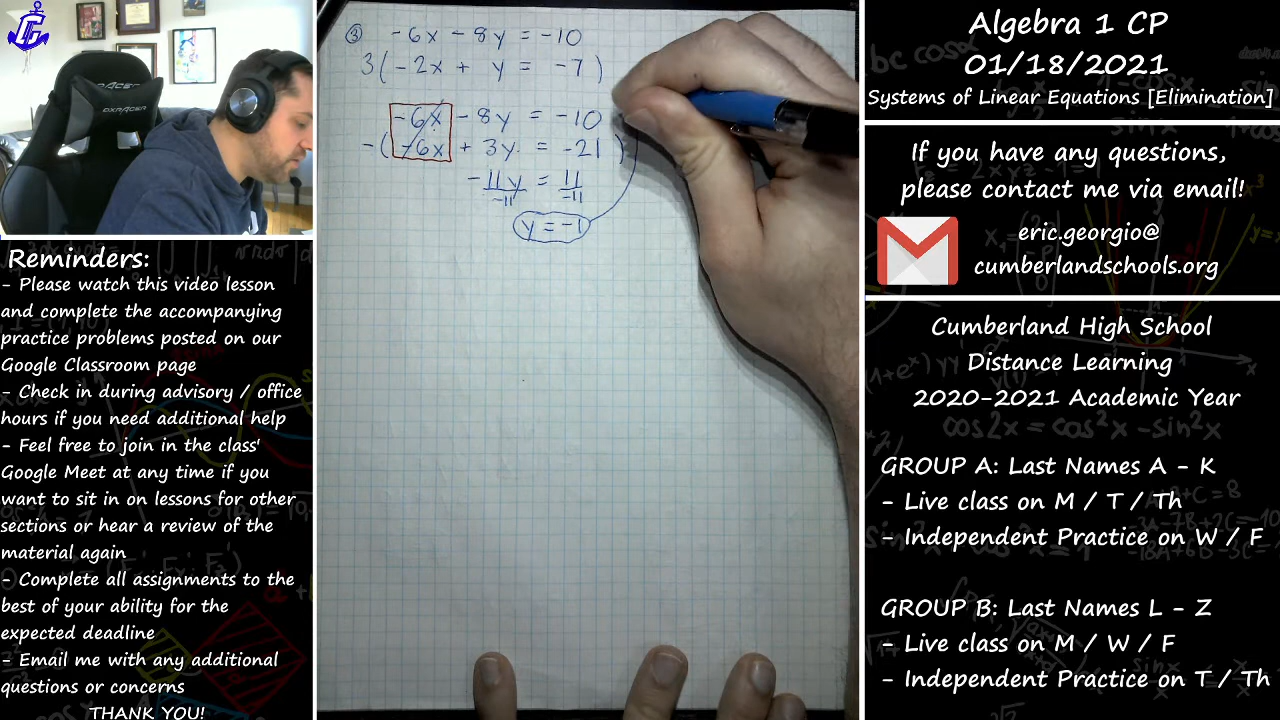 Reminders:
- Please watch this video lesson
and complete the accompanying
practice problems posted on our
Google Classroom page
- Check in during advisory / office
hours if you need additional help
- Feel free to join in the class'
Google Meet at any time if you
want to sit in on lessons for other
sections or hear a review of the
material again
- Complete all assignments to the
best of your ability for the
expected deadline
- Email me with any additional
questions or concerns
THANK YOU!
③ -6x - 8y = -10
3(-2x + y = -7)
-6x - 8y = -10
-(-6x + 3y = -21)
-11y = 11
-11 -11
y = -1
Algebra 1 CP
01/18/2021
Systems of Linear Equations [Elimination]
If you have any questions,
please contact me via email!
eric.georgio@
cumberlandschools.org
Cumberland High School
Distance Learning
2020-2021 Academic Year
cos2x = cos²x - sin²x
GROUP A: Last Names A - K
- Live class on M / T / Th
- Independent Practice on W / F
GROUP B: Last Names L - Z
- Live class on M / W / F
- Independent Practice on T / Th